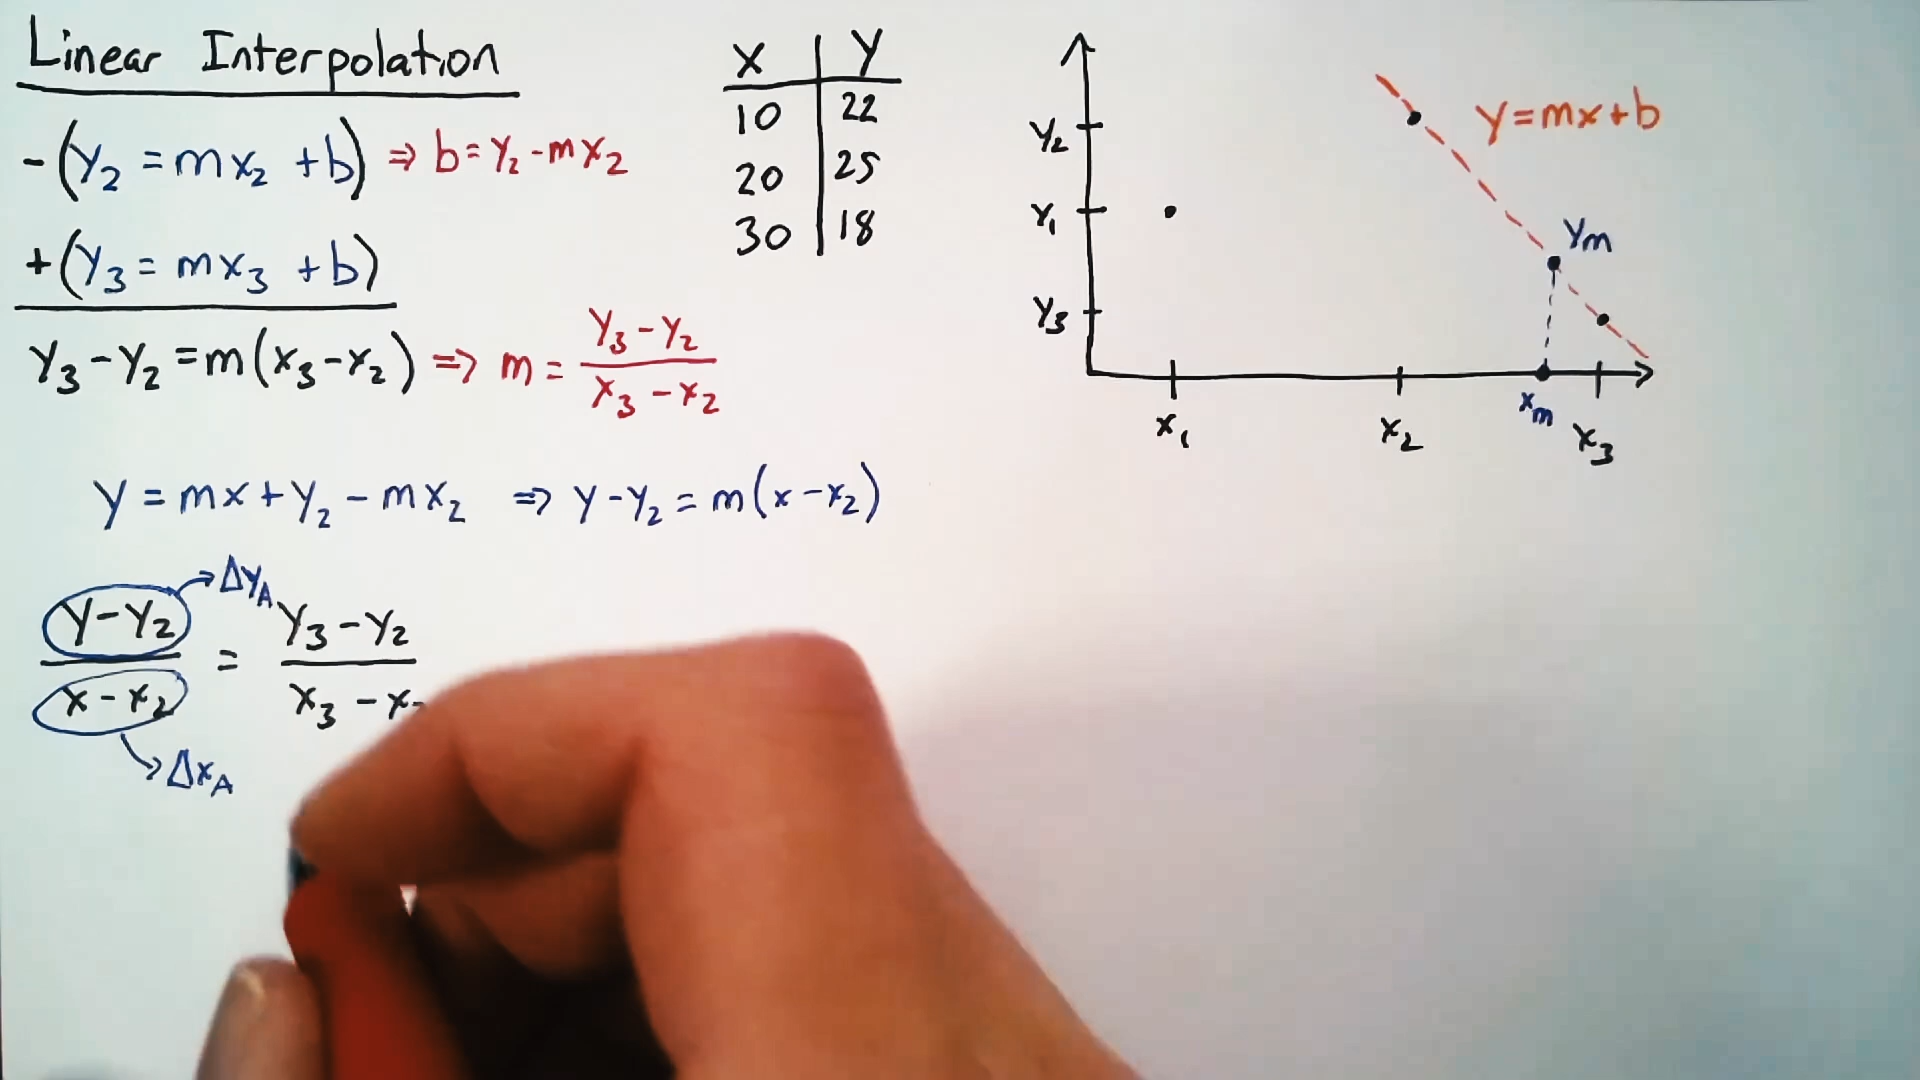 Linear Interpolation
-(Y₂ = mx₂ + b) ⇒ b = Y₂ - mx₂
+(Y₃ = mx₃ + b)
Y₃ - Y₂ = m(x₃ - x₂) ⇒ m = Y₃ - Y₂
x₃ - x₂
y = mx + y₂ - mx₂ ⇒ y - y₂ = m(x - x₂)
ΔyA
Y - Y₂ = Y₃ - Y₂
x - x₂ x₃ - x
ΔxA
X Y
10 22
20 25
30 18
y = mx + b
Y₂
Y₁
Ym
Y₃
x₁ x₂ xm x₃